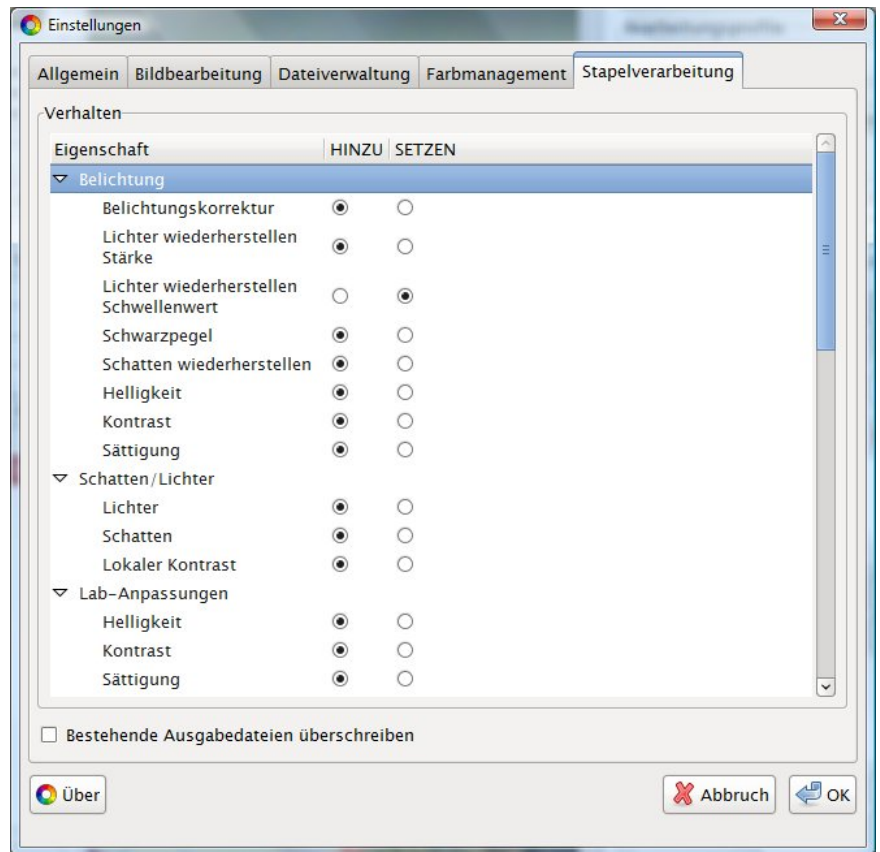 Einstellungen
Allgemein Bildbearbeitung Dateiverwaltung Farbmanagement Stapelverarbeitung
Verhalten
Eigenschaft HINZU SETZEN
Belichtung
Belichtungskorrektur
Lichter wiederherstellen
Stärke
Lichter wiederherstellen
Schwellenwert
Schwarzpegel
Schatten wiederherstellen
Helligkeit
Kontrast
Sättigung
Schatten/Lichter
Lichter
Schatten
Lokaler Kontrast
Lab-Anpassungen
Helligkeit
Kontrast
Sättigung
Bestehende Ausgabedateien überschreiben
Über Abbruch OK